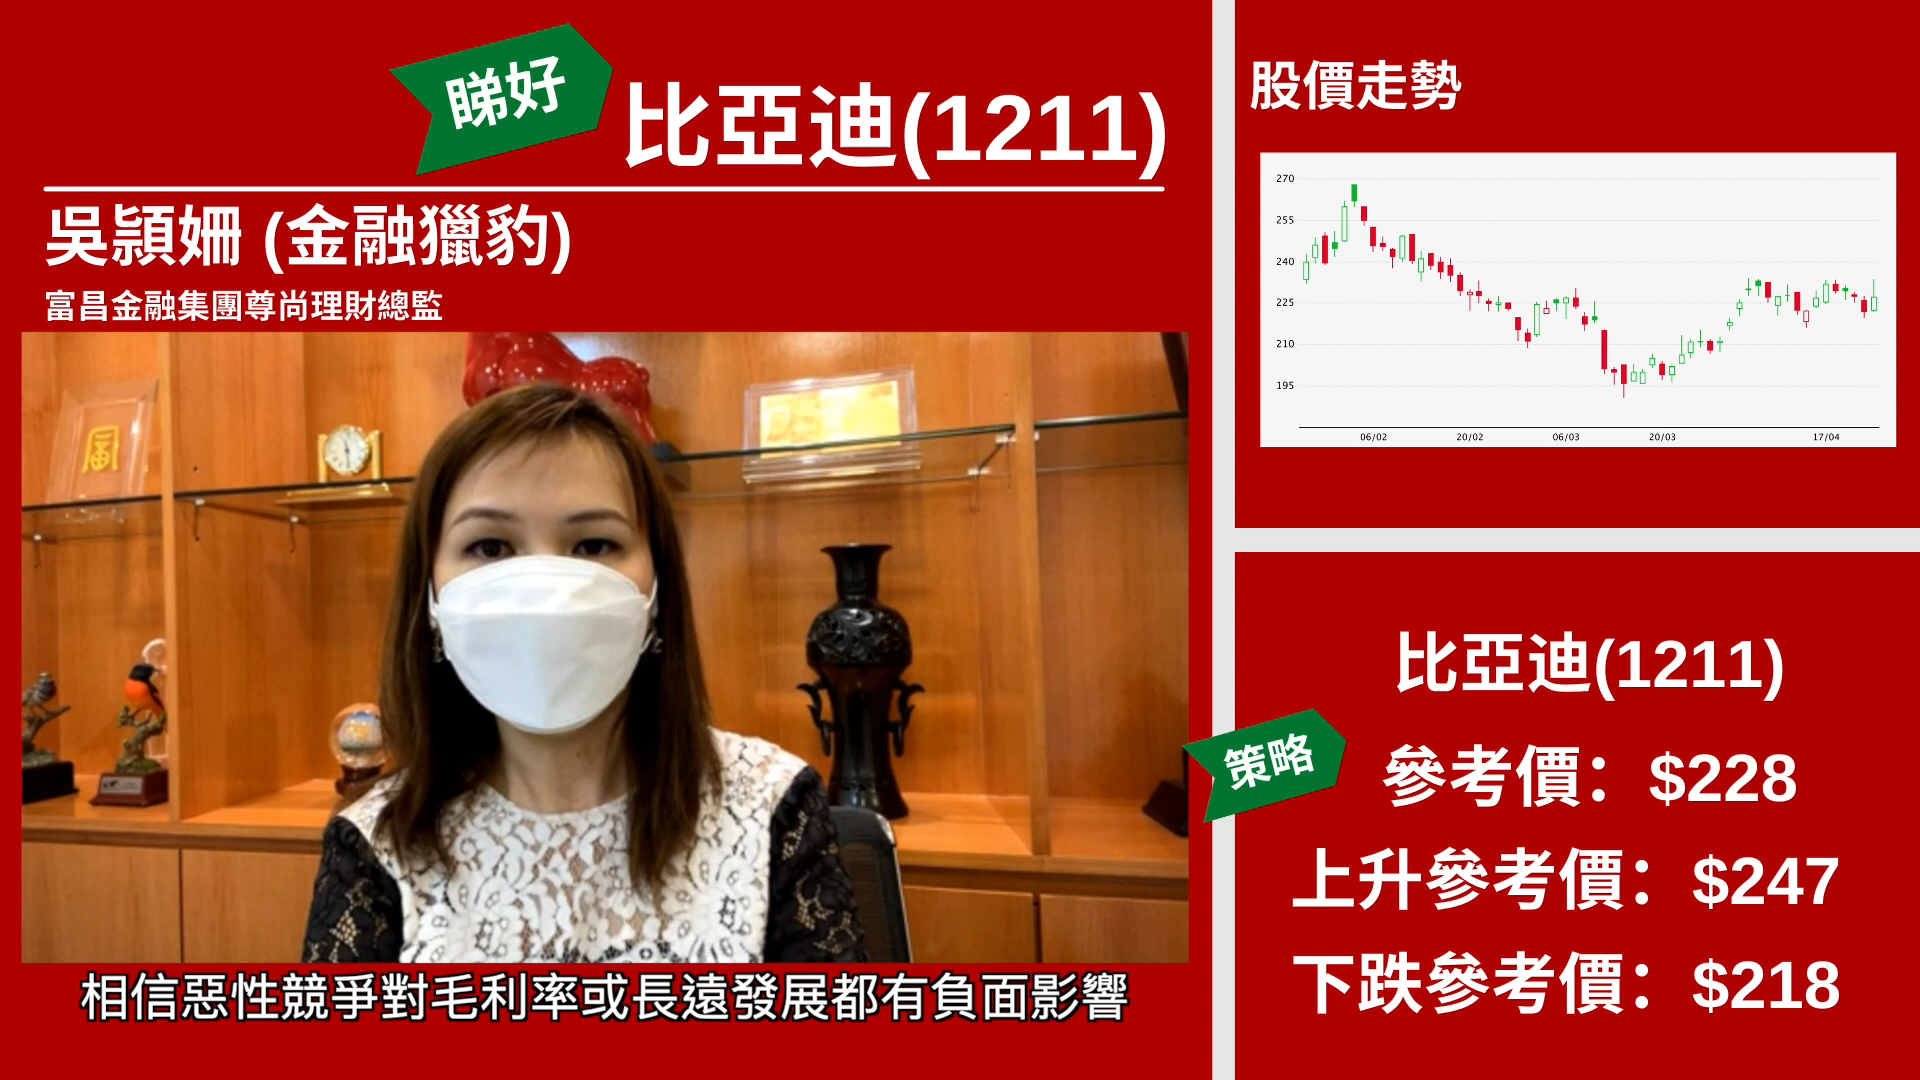 睇好
比亞迪(1211)
吳頴姍 (金融獵豹)
富昌金融集團尊尚理財總監
相信惡性競爭對毛利率或長遠發展都有負面影響
股價走勢
270
255
240
225
210
195
06/02 20/02 06/03 20/03 17/04
比亞迪(1211)
策略
參考價：$228
上升參考價：$247
下跌參考價：$218